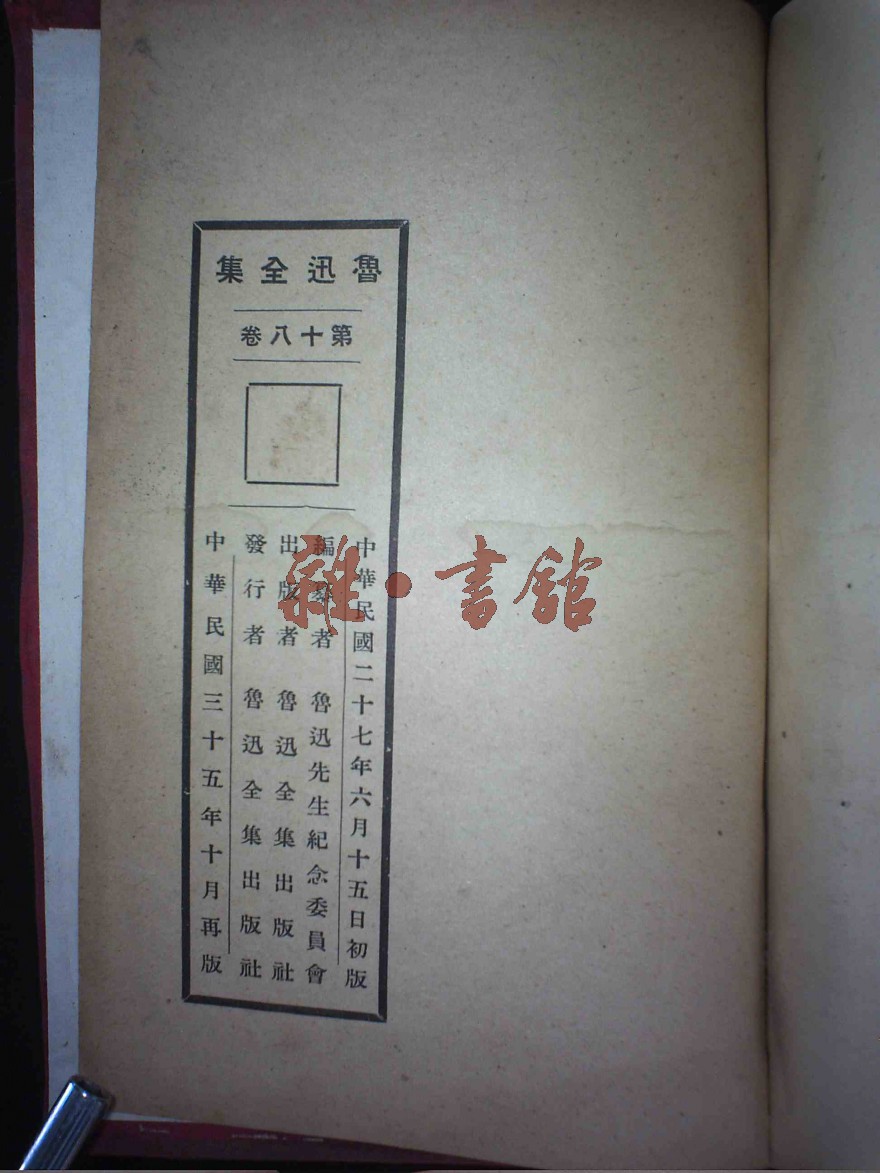 魯迅全集
第十八卷
中華民國二十七年六月十五日初版
編纂者 魯迅先生紀念委員會
出版者 魯迅全集出版社
發行者 魯迅全集出版社
中華民國三十五年十月再版
雜·書館